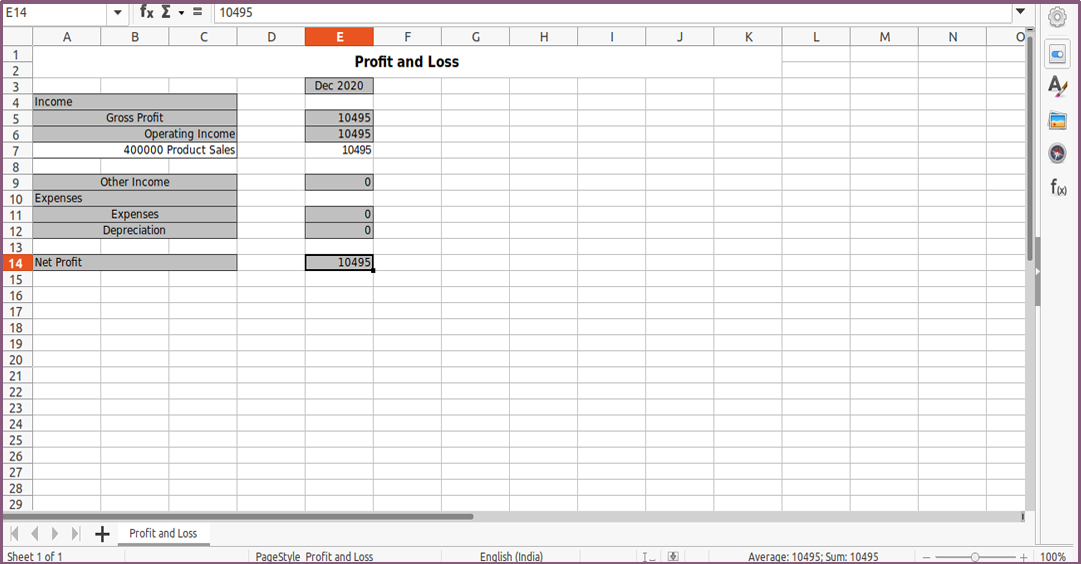 E14 fx Σ = 10495
A B C D E F G H I J K L M N O
1 Profit and Loss
2
3 Dec 2020
4 Income
5 Gross Profit 10495
6 Operating Income 10495
7 400000 Product Sales 10495
8
9 Other Income 0
10 Expenses
11 Expenses 0
12 Depreciation 0
13
14 Net Profit 10495
15
16
17
18
19
20
21
22
23
24
25
26
27
28
29
Profit and Loss
Sheet 1 of 1 PageStyle_Profit and Loss English (India) Average: 10495; Sum: 10495 100%